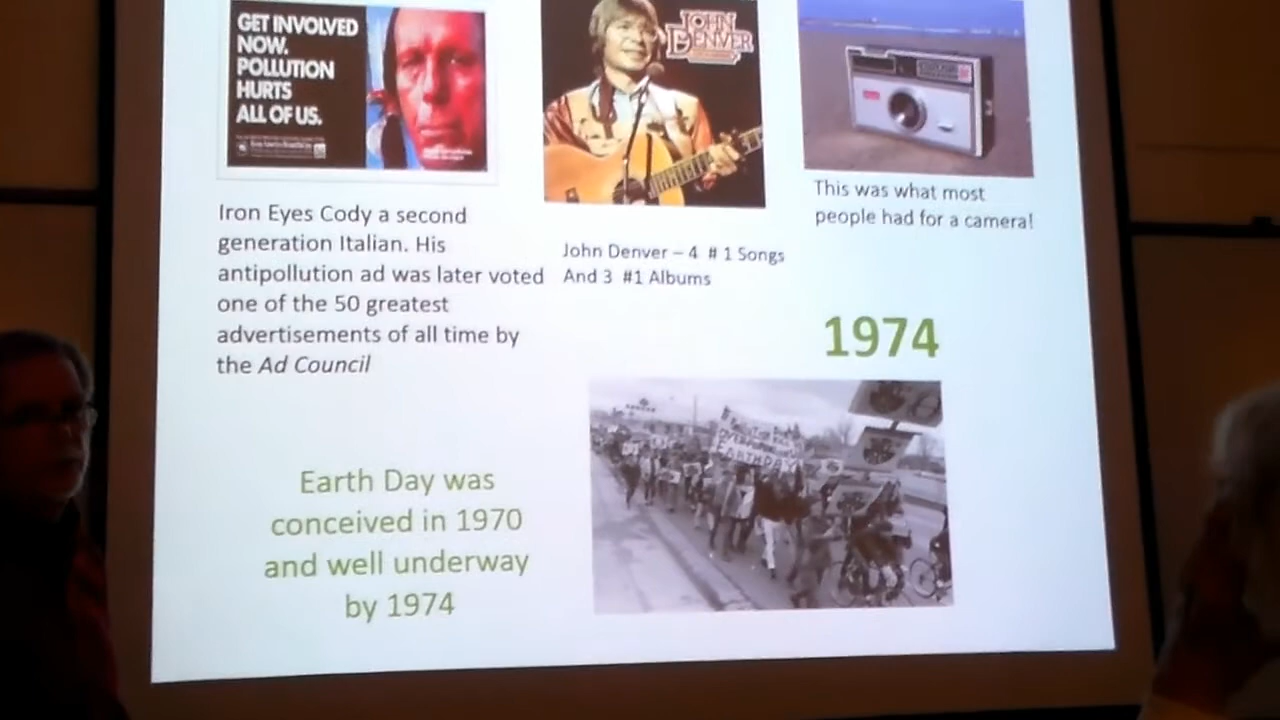 GET INVOLVED
NOW.
POLLUTION
HURTS
ALL OF US.
JOHN
DENVER
This was what most
people had for a camera!
Iron Eyes Cody a second
generation Italian. His
antipollution ad was later voted
one of the 50 greatest
advertisements of all time by
the Ad Council
John Denver – 4 # 1 Songs
And 3 #1 Albums
1974
EARTH DAY
Earth Day was
conceived in 1970
and well underway
by 1974